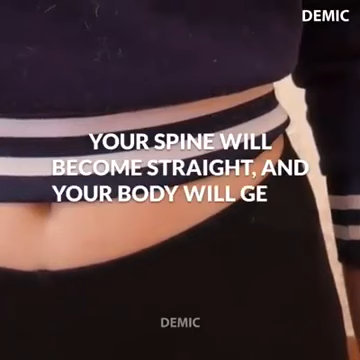 DEMIC
YOUR SPINE WILL
BECOME STRAIGHT, AND
YOUR BODY WILL GE
DEMIC